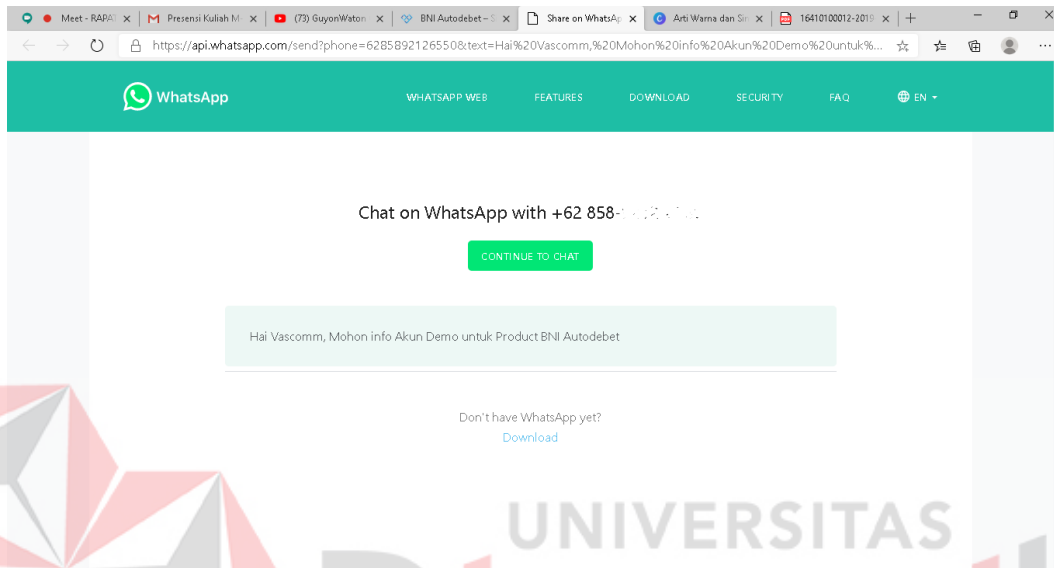 Meet - RAPA
Presensi Kuliah M
(73) GuyonWaton
BNI Autodebet – S
Share on WhatsAp
Arti Warna dan Sir
16410100012-2019
https://api.whatsapp.com/send?phone=6285892126550&text=Hai%20Vascomm,%20Mohon%20info%20Akun%20Demo%20untuk%...
WhatsApp
WHATSAPP WEB
FEATURES
DOWNLOAD
SECURITY
FAQ
EN
Chat on WhatsApp with +62 858-
CONTINUE TO CHAT
Hai Vascomm, Mohon info Akun Demo untuk Product BNI Autodebet
Don't have WhatsApp yet?
Download
UNIVERSITAS